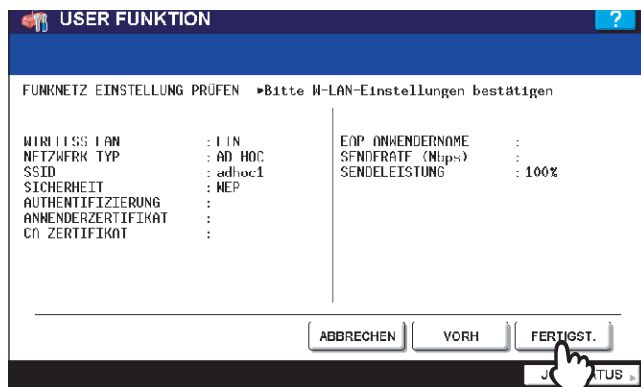 USER FUNKTION
?
FUNKNETZ EINSTELLUNG PRÜFEN ▶Bitte W-LAN-Einstellungen bestätigen
WIRELESS LAN : EIN
NETZWERK TYP : AD HOC
SSID : adhoc1
SICHERHEIT : WEP
AUTHENTIFIZIERUNG :
ANWENDERZERTIFIKAT :
CA ZERTIFIKAT :
EAP ANWENDERNAME :
SENDERATE (Mbps) :
SENDELEISTUNG : 100%
ABBRECHEN
VORH
FERTIGST.